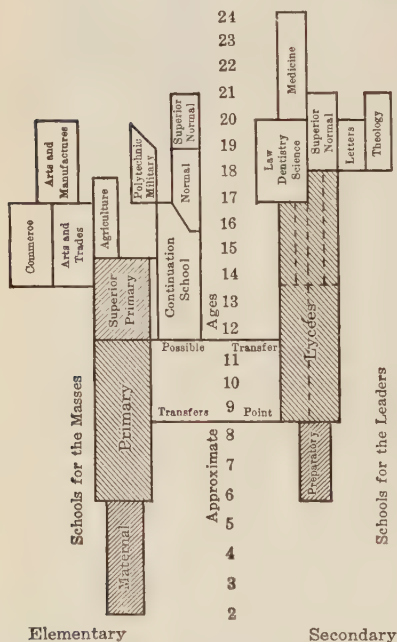 24
23
22
21
20
19
18
17
16
15
14
13
12
11
10
9
8
7
6
5
4
3
2
Approximate
Ages
Schools for the Masses
Commerce
Arts and
Manufactures
Arts and
Trades
Agriculture
Polytechnic
Military
Superior Normal
Normal
Continuation
School
Superior
Primary
Primary
Maternal
Possible Transfer
Transfers Point
Medicine
Law
Dentistry
Science
Superior Normal
Letters
Theology
Lycées
Preparatory
Schools for the Leaders
Elementary
Secondary